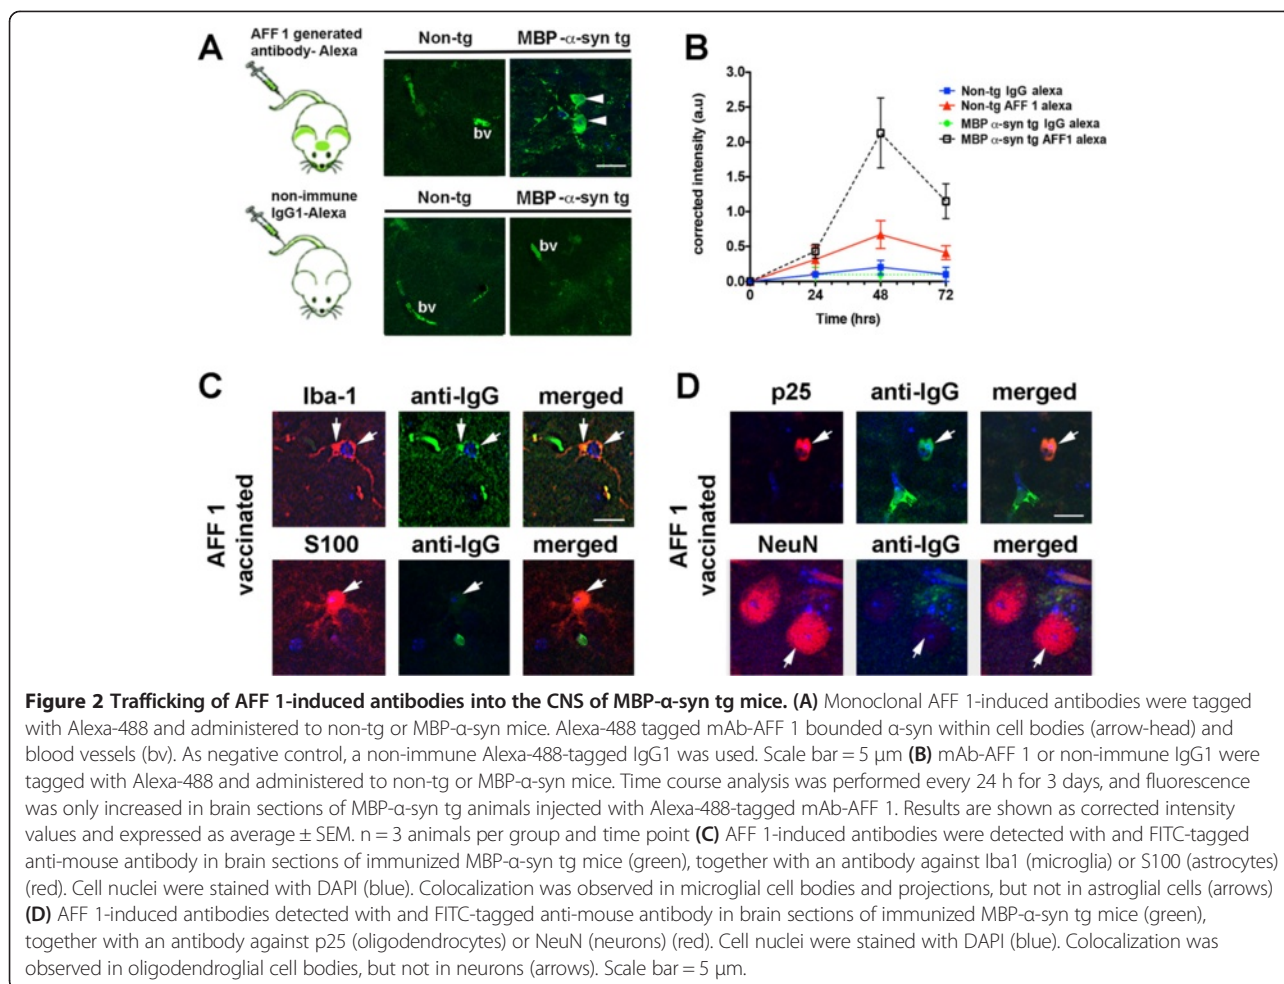 A
AFF 1 generated
antibody- Alexa
Non-tg
MBP-α-syn tg
bv
non-immune
IgG1-Alexa
Non-tg
MBP-α-syn tg
bv
bv
B
corrected intensity (a.u)
3.0
2.5
2.0
1.5
1.0
0.5
0.0
0
24
48
72
Time (hrs)
Non-tg IgG alexa
Non-tg AFF 1 alexa
MBP α-syn tg IgG alexa
MBP α-syn tg AFF1 alexa
C
AFF 1
vaccinated
Iba-1
anti-IgG
merged
S100
anti-IgG
merged
D
AFF 1
vaccinated
p25
anti-IgG
merged
NeuN
anti-IgG
merged
Figure 2 Trafficking of AFF 1-induced antibodies into the CNS of MBP-α-syn tg mice. (A) Monoclonal AFF 1-induced antibodies were tagged
with Alexa-488 and administered to non-tg or MBP-α-syn mice. Alexa-488 tagged mAb-AFF 1 bounded α-syn within cell bodies (arrow-head) and
blood vessels (bv). As negative control, a non-immune Alexa-488-tagged IgG1 was used. Scale bar = 5 μm (B) mAb-AFF 1 or non-immune IgG1 were
tagged with Alexa-488 and administered to non-tg or MBP-α-syn mice. Time course analysis was performed every 24 h for 3 days, and fluorescence
was only increased in brain sections of MBP-α-syn tg animals injected with Alexa-488-tagged mAb-AFF 1. Results are shown as corrected intensity
values and expressed as average ± SEM. n = 3 animals per group and time point (C) AFF 1-induced antibodies were detected with and FITC-tagged
anti-mouse antibody in brain sections of immunized MBP-α-syn tg mice (green), together with an antibody against Iba1 (microglia) or S100 (astrocytes)
(red). Cell nuclei were stained with DAPI (blue). Colocalization was observed in microglial cell bodies and projections, but not in astroglial cells (arrows)
(D) AFF 1-induced antibodies detected with and FITC-tagged anti-mouse antibody in brain sections of immunized MBP-α-syn tg mice (green),
together with an antibody against p25 (oligodendrocytes) or NeuN (neurons) (red). Cell nuclei were stained with DAPI (blue). Colocalization was
observed in oligodendroglial cell bodies, but not in neurons (arrows). Scale bar = 5 μm.